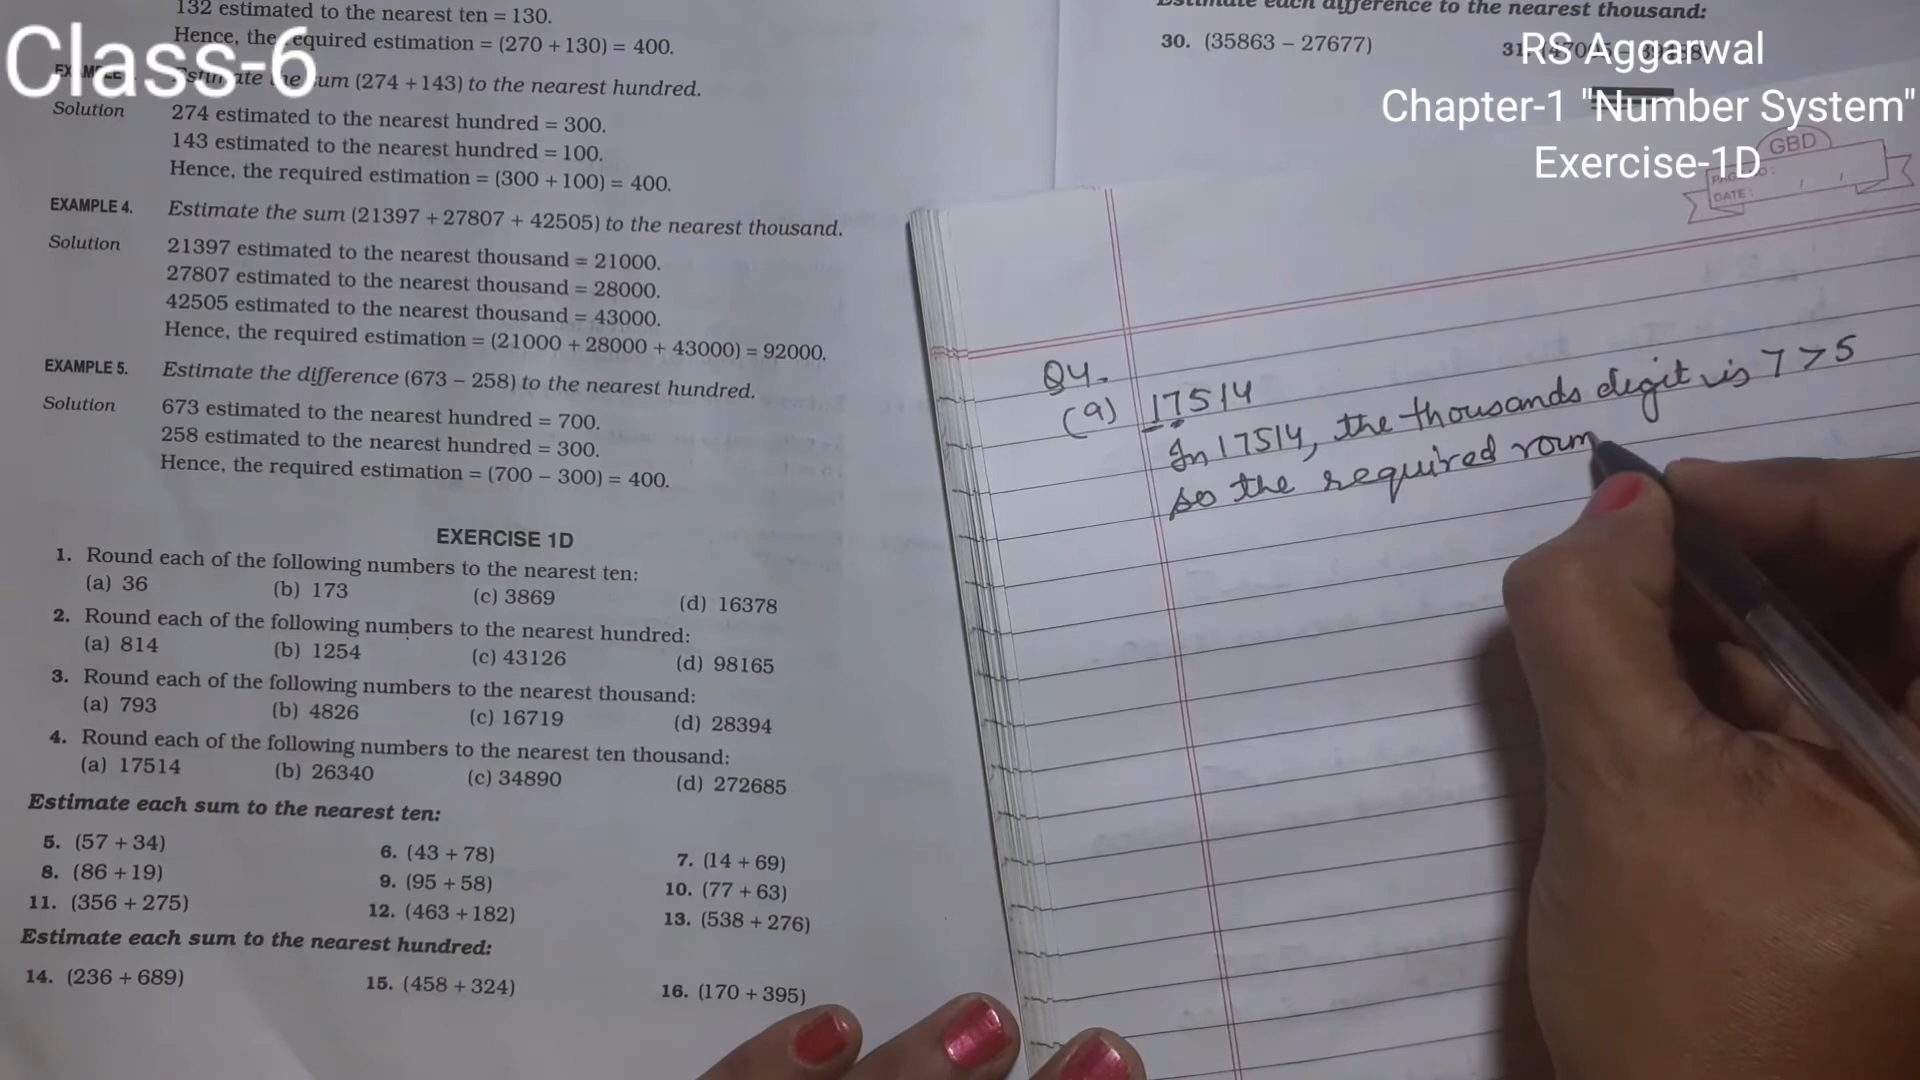 132 estimated to the nearest ten = 130.
Hence, the required estimation = (270 + 130) = 400.
Estimate the sum (274 + 143) to the nearest hundred.
Solution 274 estimated to the nearest hundred = 300.
143 estimated to the nearest hundred = 100.
Hence, the required estimation = (300 + 100) = 400.
EXAMPLE 4. Estimate the sum (21397 + 27807 + 42505) to the nearest thousand.
Solution 21397 estimated to the nearest thousand = 21000.
27807 estimated to the nearest thousand = 28000.
42505 estimated to the nearest thousand = 43000.
Hence, the required estimation = (21000 + 28000 + 43000) = 92000.
EXAMPLE 5. Estimate the difference (673 − 258) to the nearest hundred.
Solution 673 estimated to the nearest hundred = 700.
258 estimated to the nearest hundred = 300.
Hence, the required estimation = (700 − 300) = 400.
EXERCISE 1D
1. Round each of the following numbers to the nearest ten:
(a) 36 (b) 173 (c) 3869 (d) 16378
2. Round each of the following numbers to the nearest hundred:
(a) 814 (b) 1254 (c) 43126 (d) 98165
3. Round each of the following numbers to the nearest thousand:
(a) 793 (b) 4826 (c) 16719 (d) 28394
4. Round each of the following numbers to the nearest ten thousand:
(a) 17514 (b) 26340 (c) 34890 (d) 272685
Estimate each sum to the nearest ten:
5. (57 + 34) 6. (43 + 78) 7. (14 + 69)
8. (86 + 19) 9. (95 + 58) 10. (77 + 63)
11. (356 + 275) 12. (463 + 182) 13. (538 + 276)
Estimate each sum to the nearest hundred:
14. (236 + 689) 15. (458 + 324) 16. (170 + 395)
Class-6
Estimate each difference to the nearest thousand:
30. (35863 − 27677) 31.
RS Aggarwal
Chapter-1 "Number System"
Exercise-1D
GBD
DATE :
Q4.
(a) 17514
In 17514, the thousands digit is 7 > 5
so the required roun